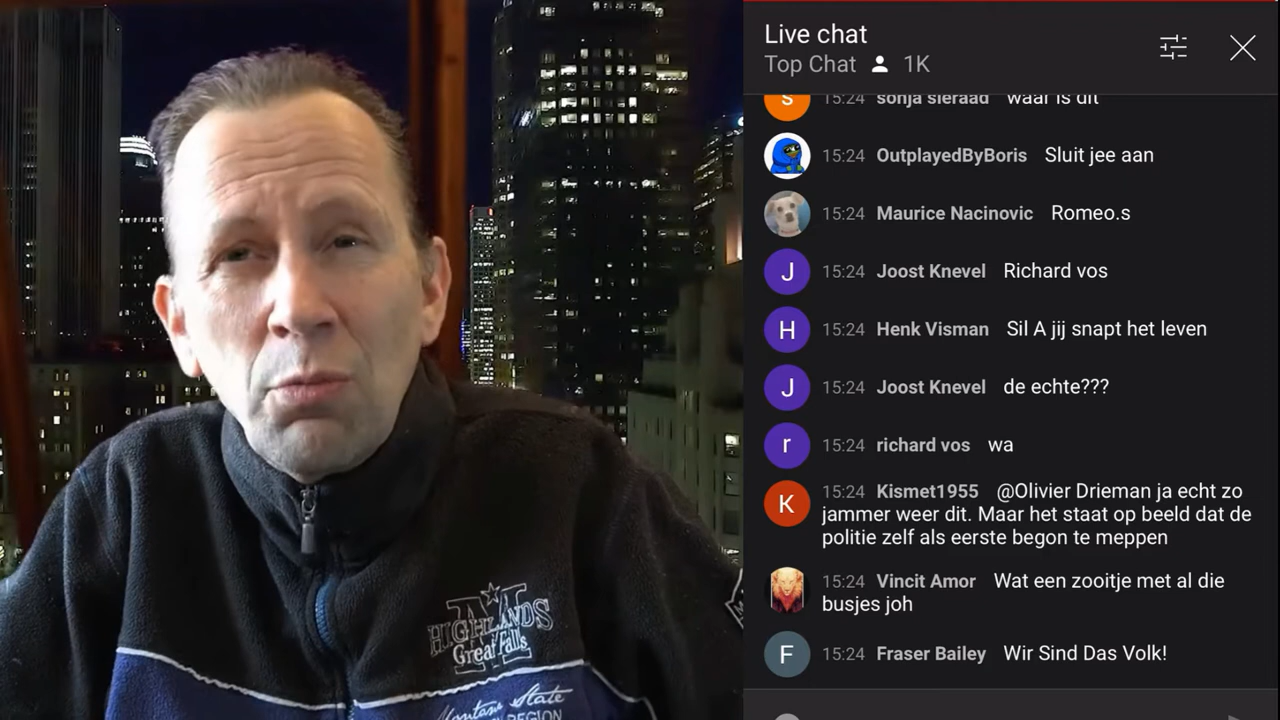 Live chat
Top Chat 1K
s 15:24 sonja sieraad waar is dit
15:24 OutplayedByBoris Sluit jee aan
15:24 Maurice Nacinovic Romeo.s
J 15:24 Joost Knevel Richard vos
H 15:24 Henk Visman Sil A jij snapt het leven
J 15:24 Joost Knevel de echte???
r 15:24 richard vos wa
K 15:24 Kismet1955 @Olivier Drieman ja echt zo
jammer weer dit. Maar het staat op beeld dat de
politie zelf als eerste begon te meppen
15:24 Vincit Amor Wat een zooitje met al die
busjes joh
F 15:24 Fraser Bailey Wir Sind Das Volk!
M
HIGHLANDS
Great Falls
Montana State
REGION